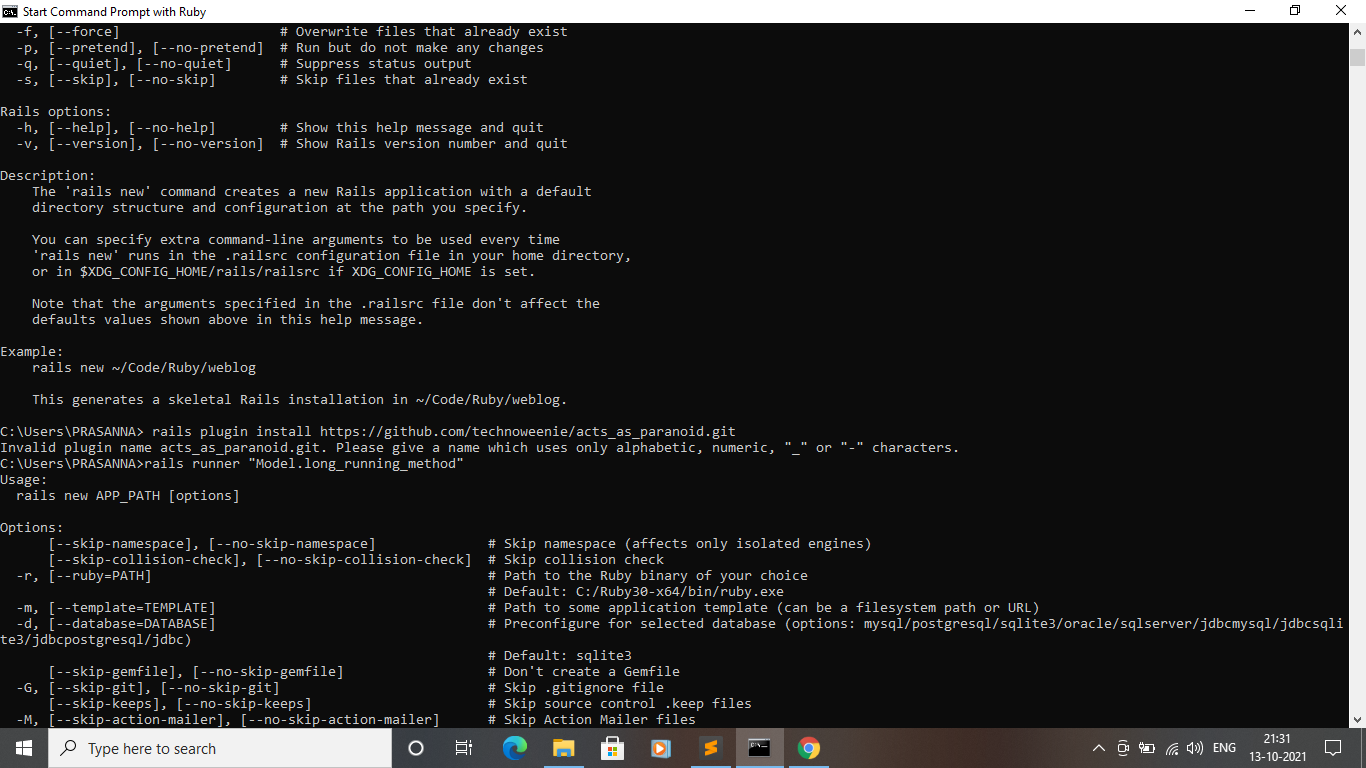 Start Command Prompt with Ruby
-f, [--force] # Overwrite files that already exist
-p, [--pretend], [--no-pretend] # Run but do not make any changes
-q, [--quiet], [--no-quiet] # Suppress status output
-s, [--skip], [--no-skip] # Skip files that already exist
Rails options:
-h, [--help], [--no-help] # Show this help message and quit
-v, [--version], [--no-version] # Show Rails version number and quit
Description:
The 'rails new' command creates a new Rails application with a default
directory structure and configuration at the path you specify.
You can specify extra command-line arguments to be used every time
'rails new' runs in the .railsrc configuration file in your home directory,
or in $XDG_CONFIG_HOME/rails/railsrc if XDG_CONFIG_HOME is set.
Note that the arguments specified in the .railsrc file don't affect the
defaults values shown above in this help message.
Example:
rails new ~/Code/Ruby/weblog
This generates a skeletal Rails installation in ~/Code/Ruby/weblog.
C:\Users\PRASANNA> rails plugin install https://github.com/technoweenie/acts_as_paranoid.git
Invalid plugin name acts_as_paranoid.git. Please give a name which uses only alphabetic, numeric, "_" or "-" characters.
C:\Users\PRASANNA>rails runner "Model.long_running_method"
Usage:
rails new APP_PATH [options]
Options:
[--skip-namespace], [--no-skip-namespace] # Skip namespace (affects only isolated engines)
[--skip-collision-check], [--no-skip-collision-check] # Skip collision check
-r, [--ruby=PATH] # Path to the Ruby binary of your choice
# Default: C:/Ruby30-x64/bin/ruby.exe
-m, [--template=TEMPLATE] # Path to some application template (can be a filesystem path or URL)
-d, [--database=DATABASE] # Preconfigure for selected database (options: mysql/postgresql/sqlite3/oracle/sqlserver/jdbcmysql/jdbcsqli
te3/jdbcpostgresql/jdbc)
# Default: sqlite3
[--skip-gemfile], [--no-skip-gemfile] # Don't create a Gemfile
-G, [--skip-git], [--no-skip-git] # Skip .gitignore file
[--skip-keeps], [--no-skip-keeps] # Skip source control .keep files
-M, [--skip-action-mailer], [--no-skip-action-mailer] # Skip Action Mailer files
Type here to search
ENG
21:31
13-10-2021